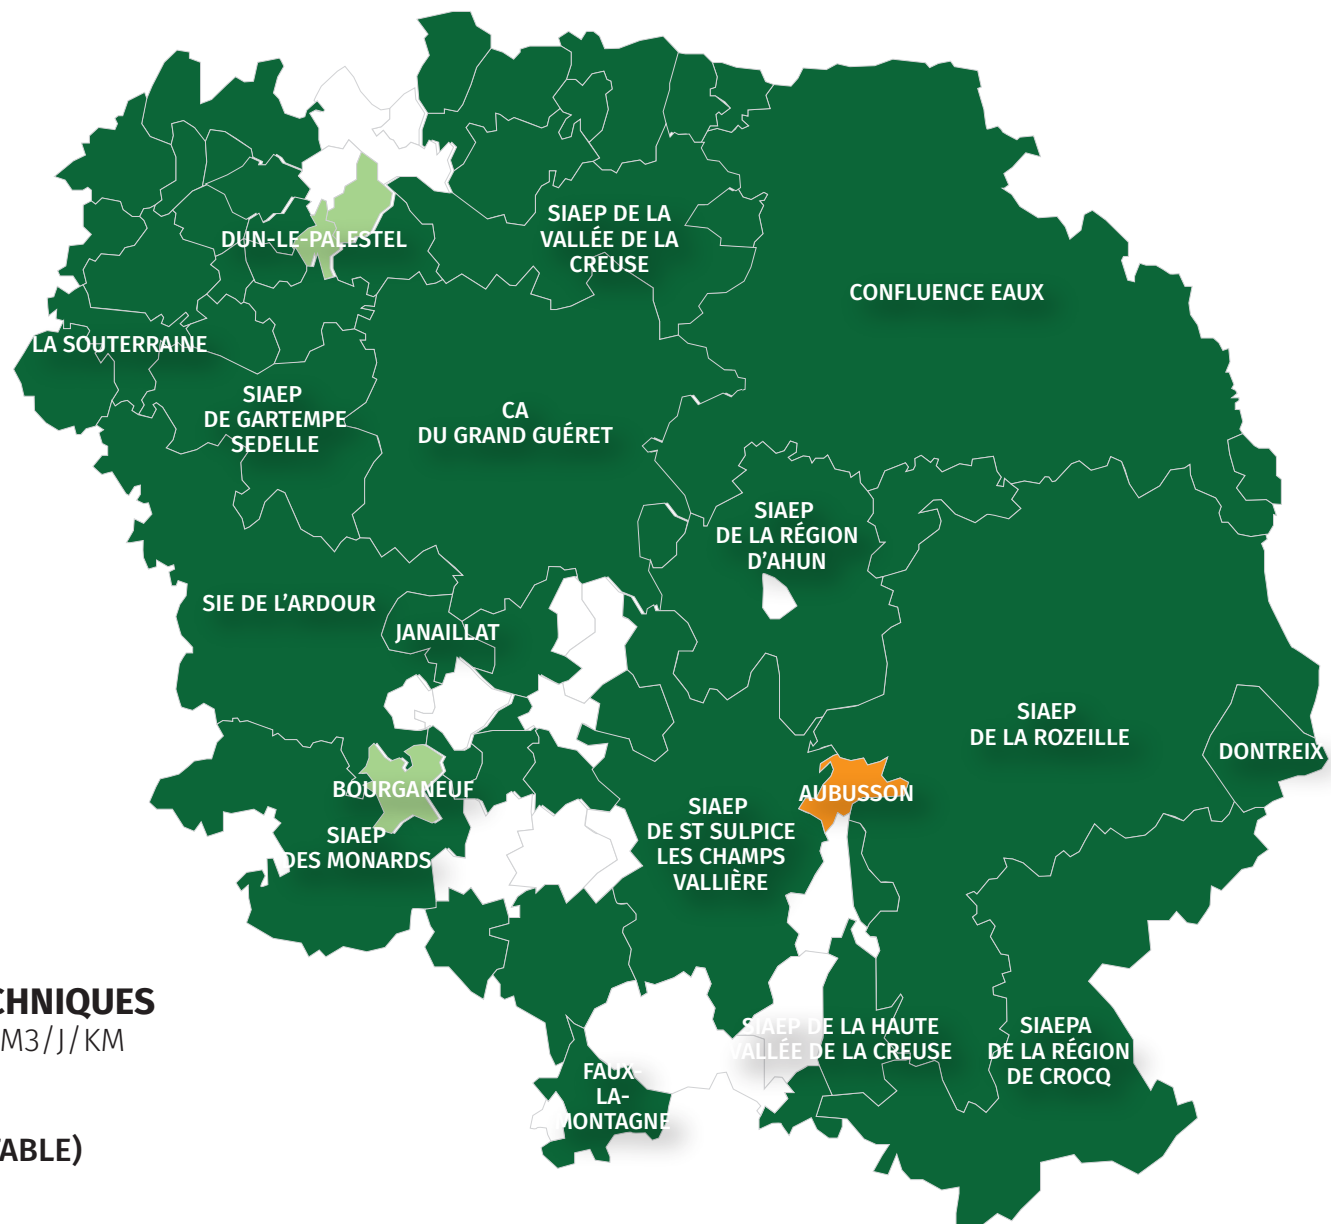 SIAEP DE LA
VALLÉE DE LA
CREUSE
DUN-LE-PALESTEL
CONFLUENCE EAUX
LA SOUTERRAINE
SIAEP
DE GARTEMPE
SEDELLE
CA
DU GRAND GUÉRET
SIAEP
DE LA RÉGION
D'AHUN
SIE DE L'ARDOUR
JANAILLAT
SIAEP
DE LA ROZEILLE
DONTREIX
BOURGANEUF
AUBUSSON
SIAEP
DE ST SULPICE
LES CHAMPS
VALLIÈRE
SIAEP
DES MONARDS
CHNIQUES
M3/J/KM
SIAEP DE LA HAUTE
VALLÉE DE LA CREUSE
SIAEPA
DE LA RÉGION
DE CROCQ
FAUX-
LA-
MONTAGNE
TABLE)